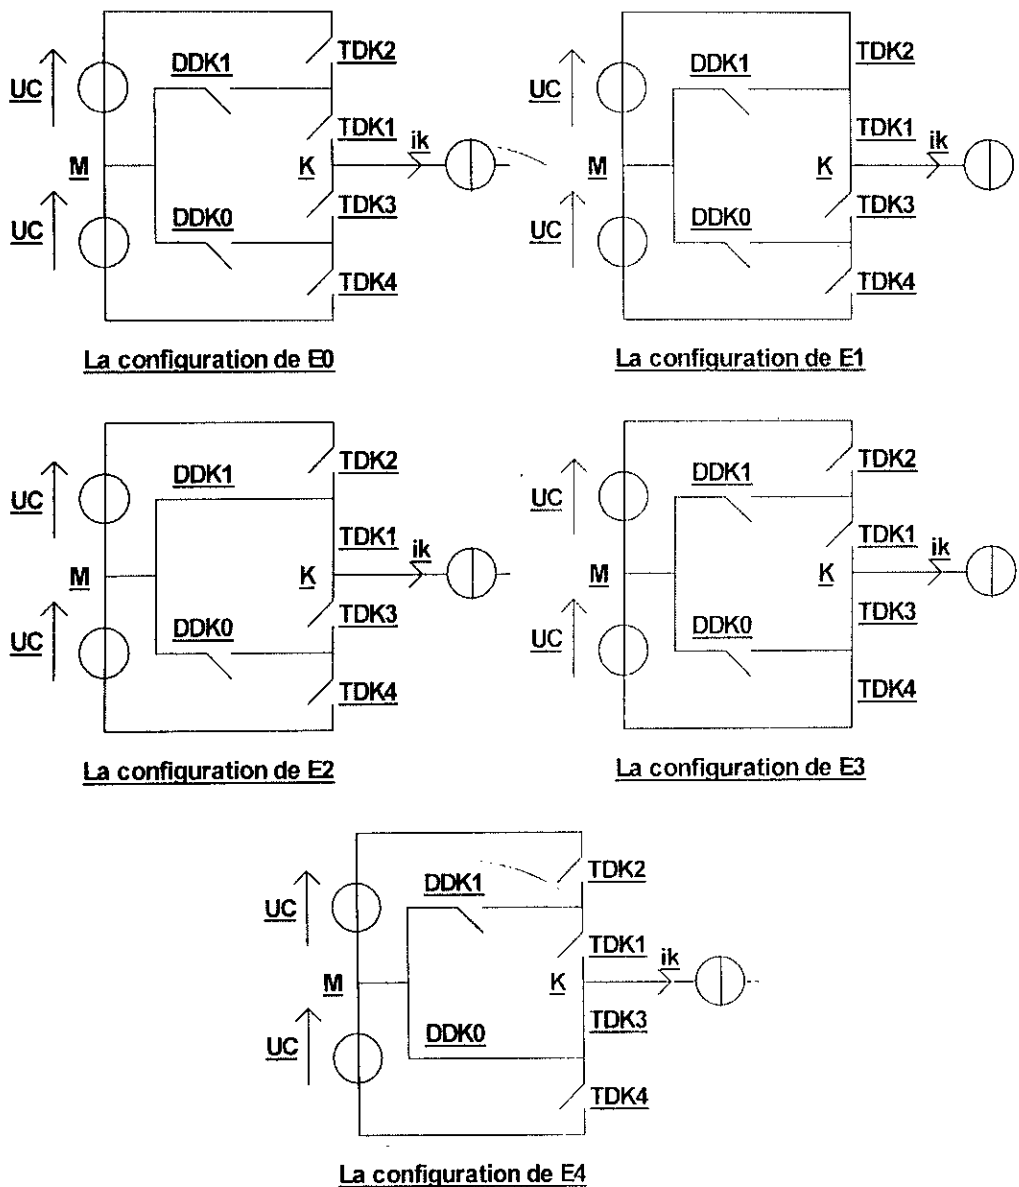 TDK2
DDK1
UC
TDK1
ik
M
K
TDK3
UC
DDK0
TDK4
La configuration de E0
TDK2
DDK1
UC
TDK1
ik
M
K
TDK3
UC
DDK0
TDK4
La configuration de E1
TDK2
DDK1
UC
TDK1
ik
M
K
TDK3
UC
DDK0
TDK4
La configuration de E2
TDK2
DDK1
UC
TDK1
ik
M
K
TDK3
UC
DDK0
TDK4
La configuration de E3
TDK2
DDK1
UC
TDK1
ik
M
K
TDK3
UC
DDK0
TDK4
La configuration de E4